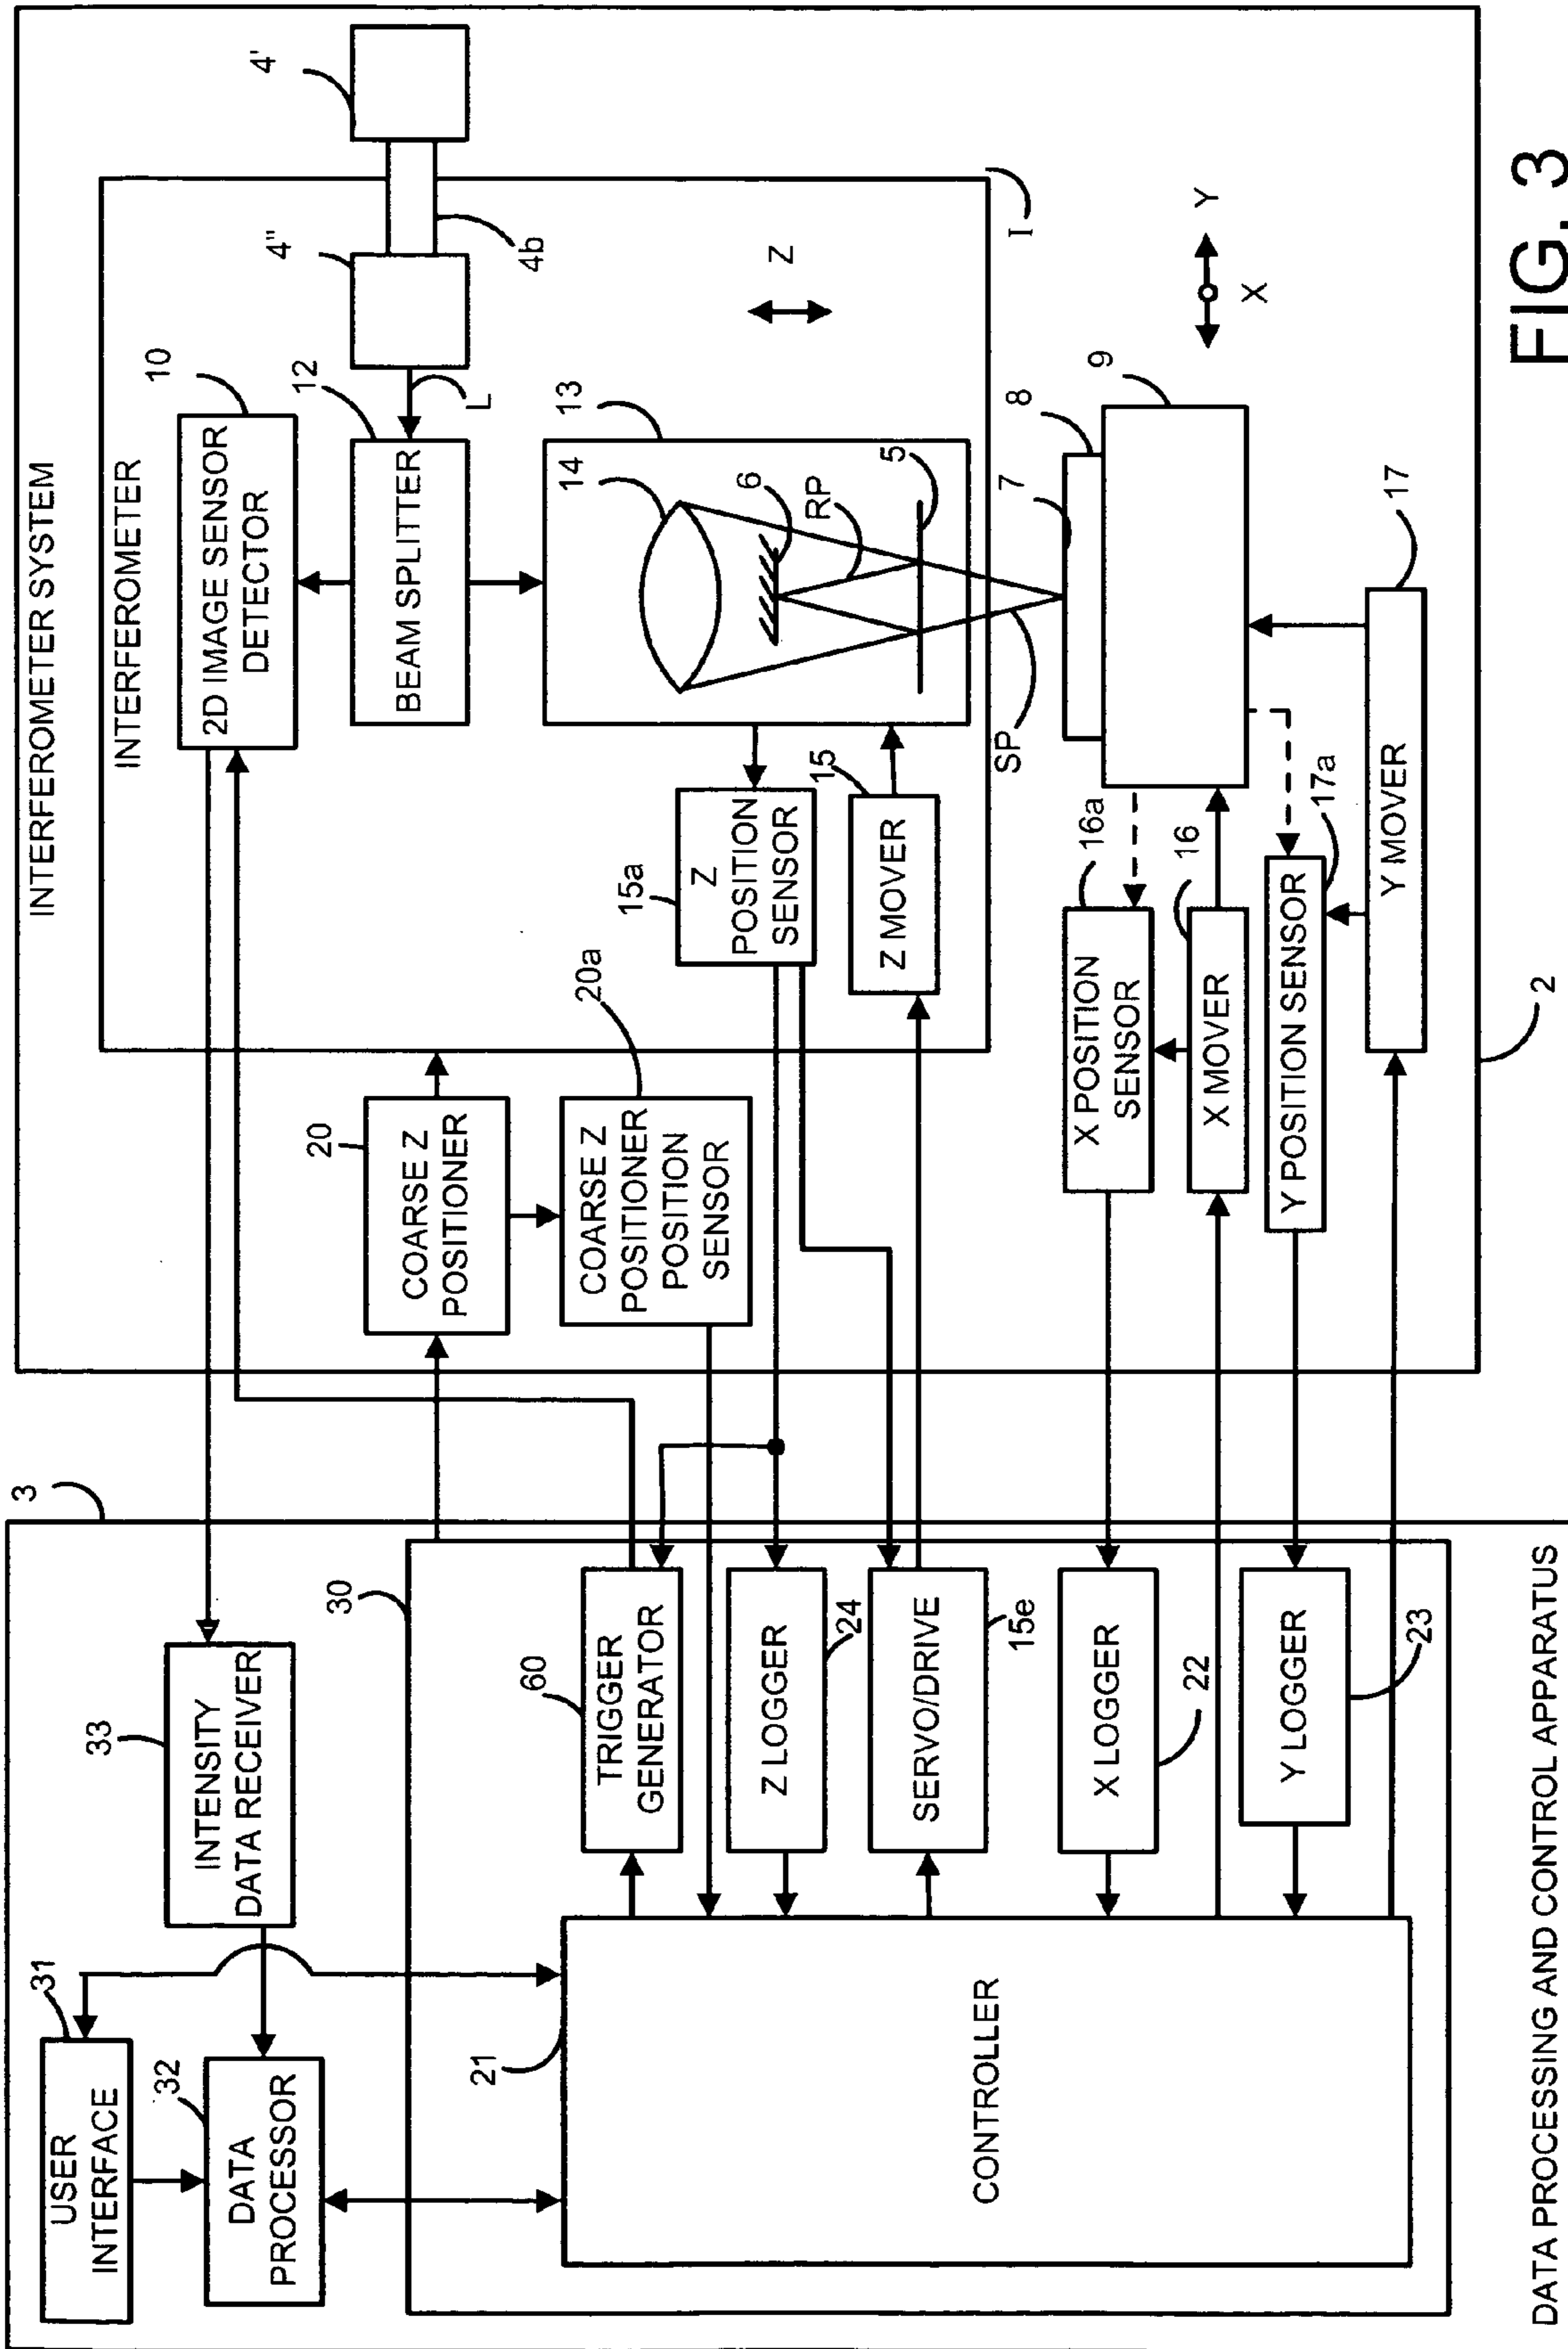 INTERFEROMETER SYSTEM
INTERFEROMETER
4'
4"
4b
L
10
2D IMAGE SENSOR
DETECTOR
12
BEAM SPLITTER
13
14
6
RP
5
Z
I
15a
Z
POSITION
SENSOR
15
Z MOVER
SP
7
8
9
Y
X
20
COARSE Z
POSITIONER
20a
COARSE Z
POSITIONER
POSITION
SENSOR
16a
X POSITION
SENSOR
16
X MOVER
17a
Y POSITION SENSOR
17
Y MOVER
2
3
31
USER
INTERFACE
32
DATA
PROCESSOR
33
INTENSITY
DATA RECEIVER
30
60
TRIGGER
GENERATOR
24
Z LOGGER
15e
SERVO/DRIVE
22
X LOGGER
23
Y LOGGER
21
CONTROLLER
DATA PROCESSING AND CONTROL APPARATUS
FIG. 3